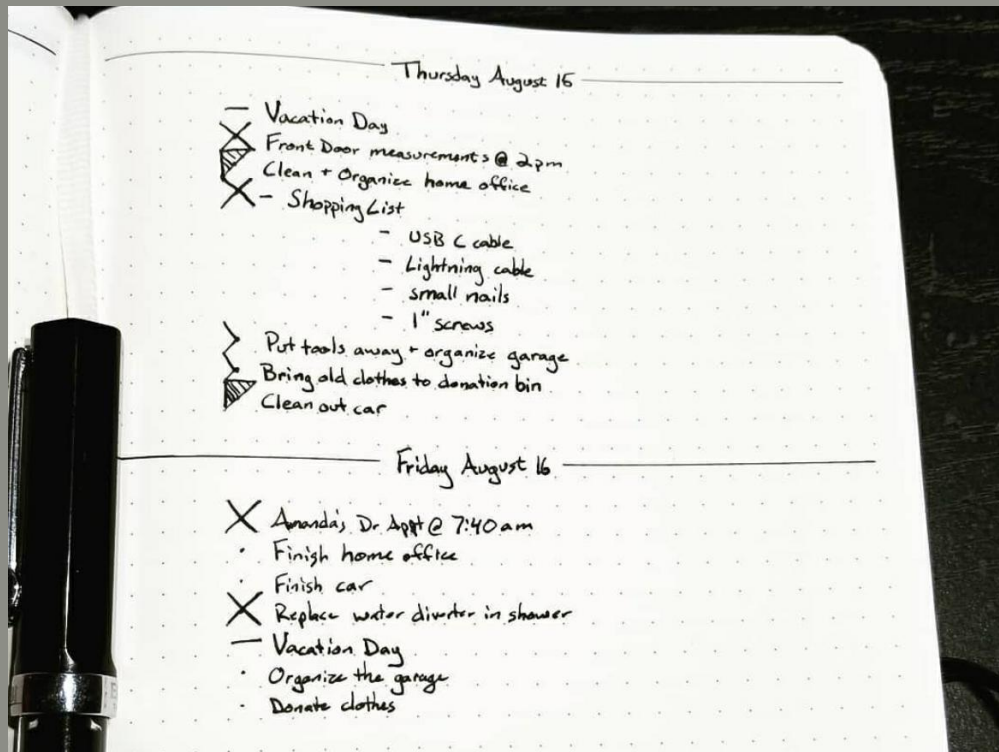 Thursday August 15
— Vacation Day
X Front Door measurements @ 2pm
Clean + Organize home office
X - Shopping List
- USB C cable
- Lightning cable
- small nails
- 1" screws
> Put tools away + organize garage
> Bring old clothes to donation bin
Clean out car
Friday August 16
X Amanda's Dr. Appt @ 7:40 am
· Finish home office
· Finish car
X Replace water diverter in shower
— Vacation Day
· Organize the garage
· Donate clothes